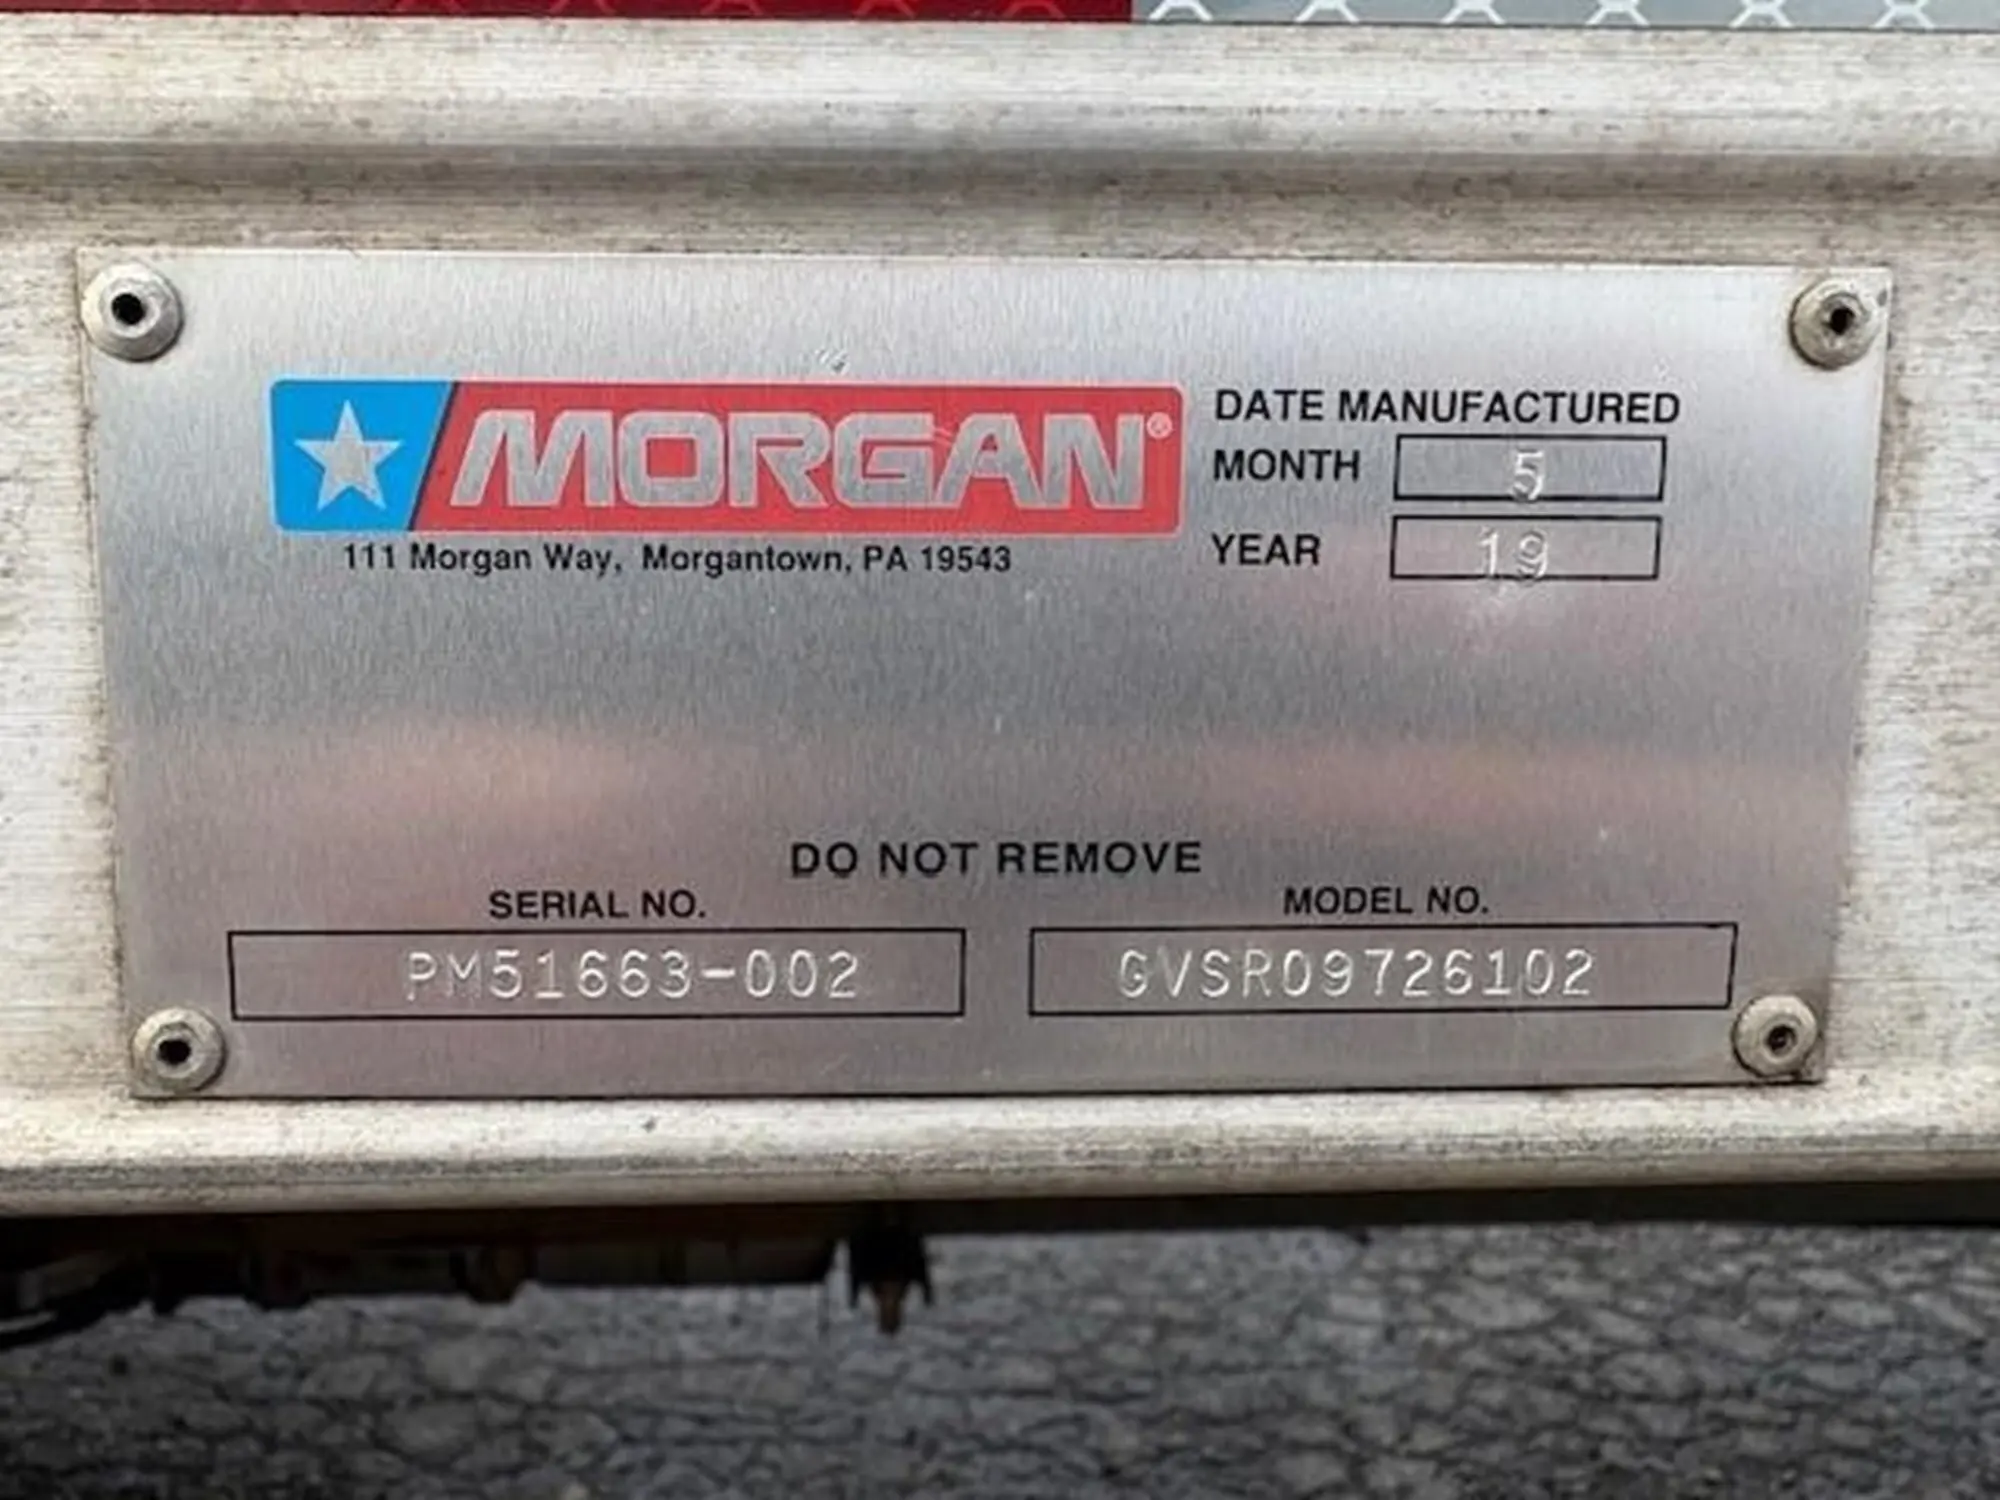 MORGAN®
111 Morgan Way, Morgantown, PA 19543
DATE MANUFACTURED
MONTH 5
YEAR 19
DO NOT REMOVE
SERIAL NO.
PM51663-002
MODEL NO.
GVSR09726102